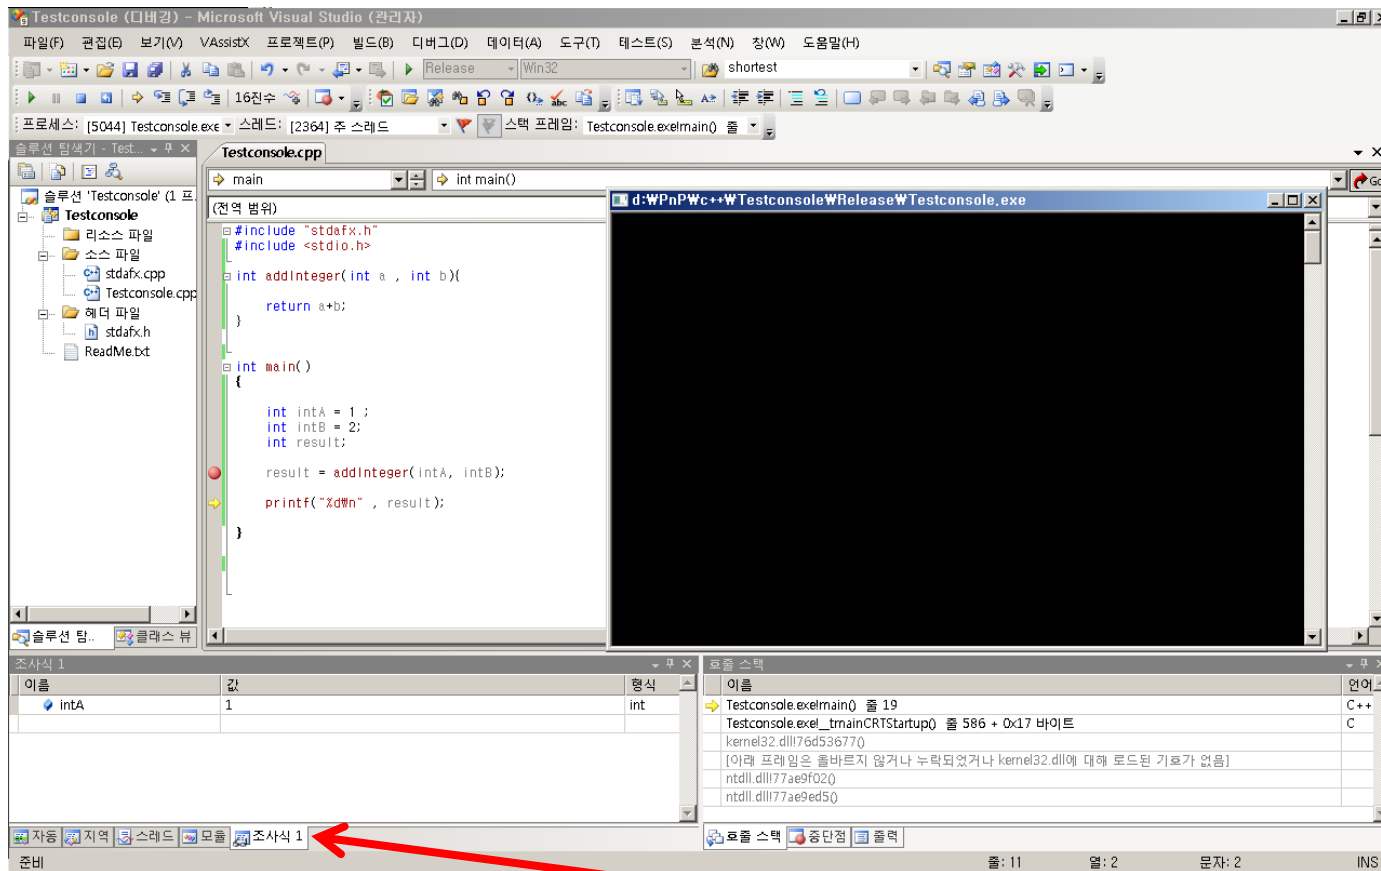 Testconsole (디버깅) - Microsoft Visual Studio (관리자)
파일(F) 편집(E) 보기(V) VAssistX 프로젝트(P) 빌드(B) 디버그(D) 데이터(A) 도구(T) 테스트(S) 분석(N) 창(W) 도움말(H)
Release Win32 shortest
16진수
프로세스: [5044] Testconsole.exe 스레드: [2364] 주 스레드 스택 프레임: Testconsole.exe!main() 줄
솔루션 탐색기 - Test...
솔루션 'Testconsole' (1 프
Testconsole
리소스 파일
소스 파일
stdafx.cpp
Testconsole.cpp
헤더 파일
stdafx.h
ReadMe.txt
솔루션 탐.. 클래스 뷰
Testconsole.cpp
main int main() Go
(전역 범위)
#include "stdafx.h"
#include <stdio.h>
int addInteger(int a , int b){
return a+b;
}
int main()
{
int intA = 1 ;
int intB = 2;
int result;
result = addInteger(intA, intB);
printf("%d₩n" , result);
}
d:₩PnP₩c++₩Testconsole₩Release₩Testconsole.exe
조사식 1
이름 값 형식
intA 1 int
자동 지역 스레드 모듈 조사식 1
호출 스택
이름 언어
Testconsole.exe!main() 줄 19 C++
Testconsole.exe!__tmainCRTStartup() 줄 586 + 0x17 바이트 C
kernel32.dll!76d53677()
[아래 프레임은 올바르지 않거나 누락되었거나 kernel32.dll에 대해 로드된 기호가 없음]
ntdll.dll!77ae9f02()
ntdll.dll!77ae9ed5()
호출 스택 중단점 출력
준비 줄: 11 열: 2 문자: 2 INS